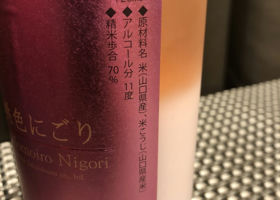 ◆原材料名 米(山口県産)、米こうじ(山口県産米)
◆アルコール分 11度
◆精米歩合 70%
色にごり
moiro Nigori